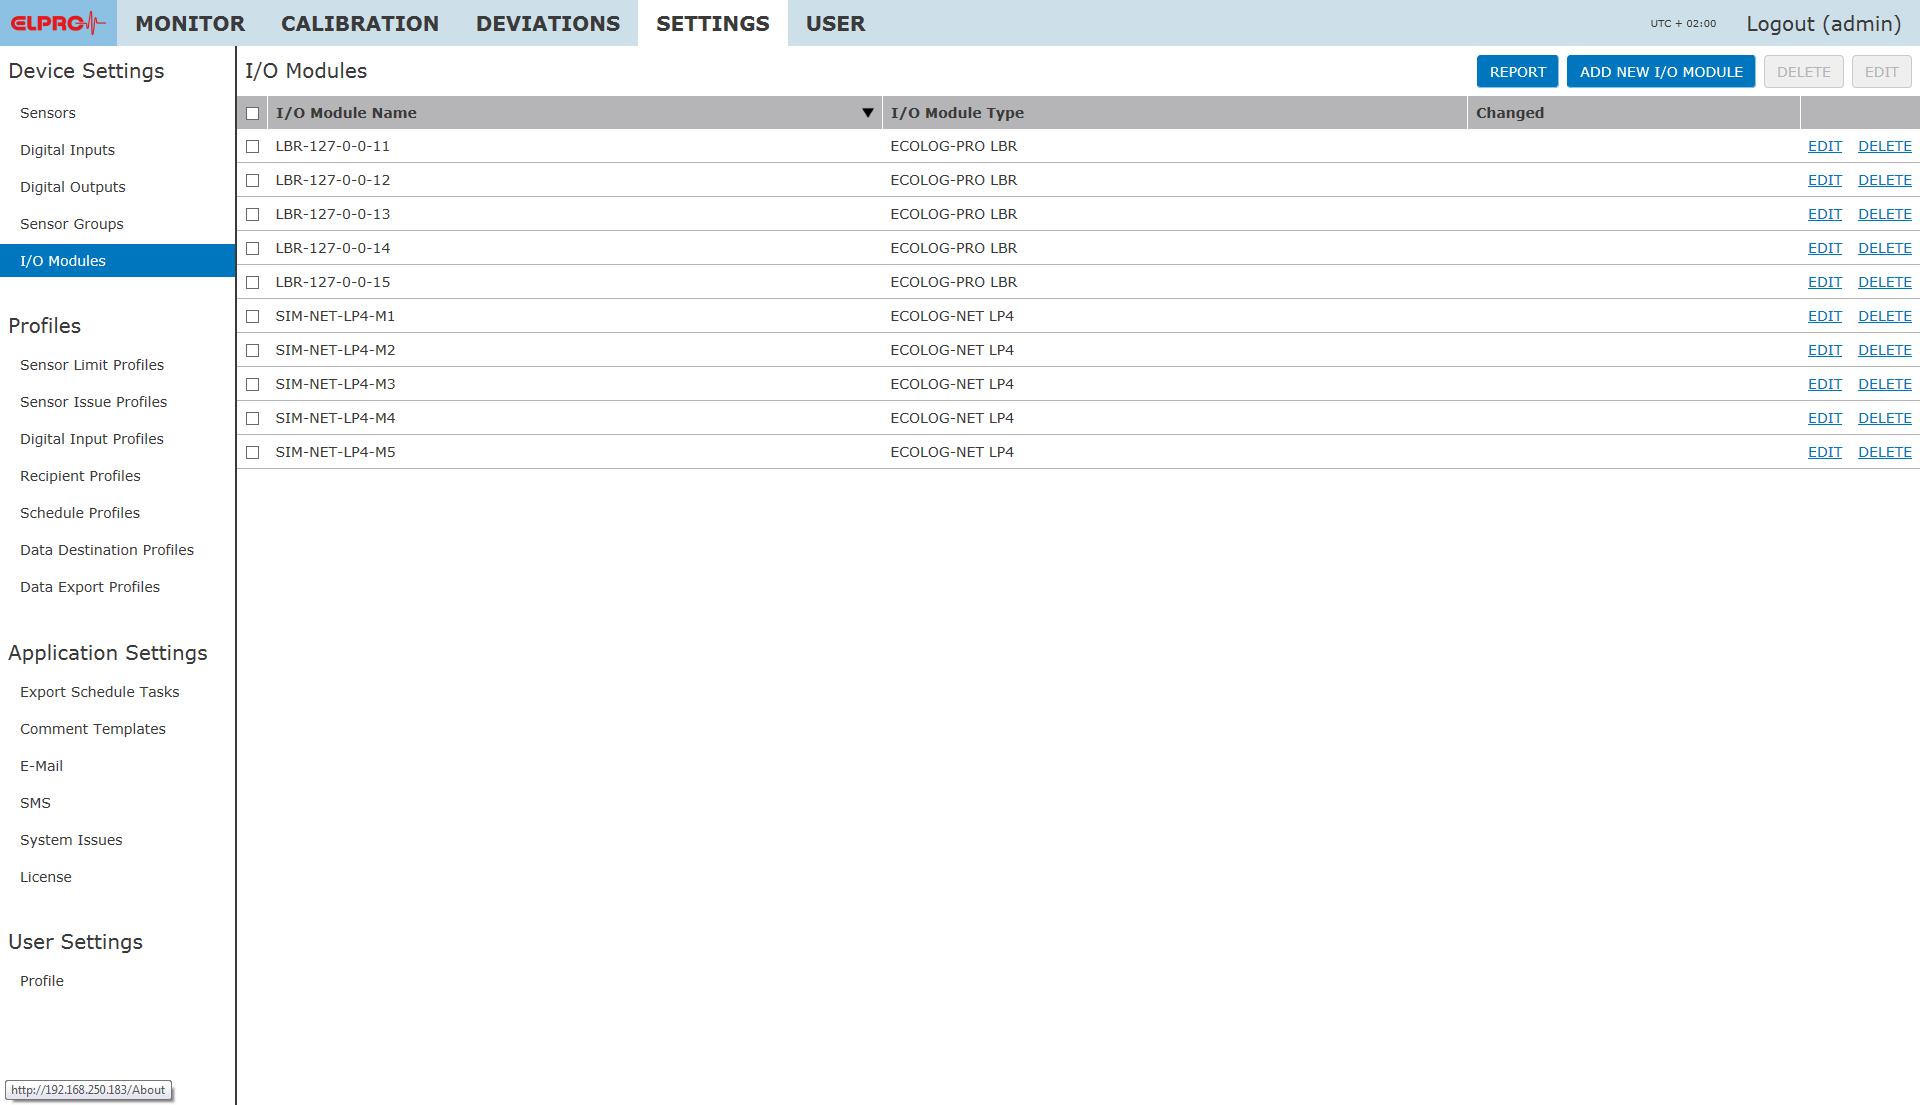 ELPRO MONITOR CALIBRATION DEVIATIONS SETTINGS USER UTC + 02:00 Logout (admin)
Device Settings
Sensors
Digital Inputs
Digital Outputs
Sensor Groups
I/O Modules
Profiles
Sensor Limit Profiles
Sensor Issue Profiles
Digital Input Profiles
Recipient Profiles
Schedule Profiles
Data Destination Profiles
Data Export Profiles
Application Settings
Export Schedule Tasks
Comment Templates
E-Mail
SMS
System Issues
License
User Settings
Profile
http://192.168.250.183/About
I/O Modules REPORT ADD NEW I/O MODULE DELETE EDIT
I/O Module Name I/O Module Type Changed
LBR-127-0-0-11 ECOLOG-PRO LBR EDIT DELETE
LBR-127-0-0-12 ECOLOG-PRO LBR EDIT DELETE
LBR-127-0-0-13 ECOLOG-PRO LBR EDIT DELETE
LBR-127-0-0-14 ECOLOG-PRO LBR EDIT DELETE
LBR-127-0-0-15 ECOLOG-PRO LBR EDIT DELETE
SIM-NET-LP4-M1 ECOLOG-NET LP4 EDIT DELETE
SIM-NET-LP4-M2 ECOLOG-NET LP4 EDIT DELETE
SIM-NET-LP4-M3 ECOLOG-NET LP4 EDIT DELETE
SIM-NET-LP4-M4 ECOLOG-NET LP4 EDIT DELETE
SIM-NET-LP4-M5 ECOLOG-NET LP4 EDIT DELETE